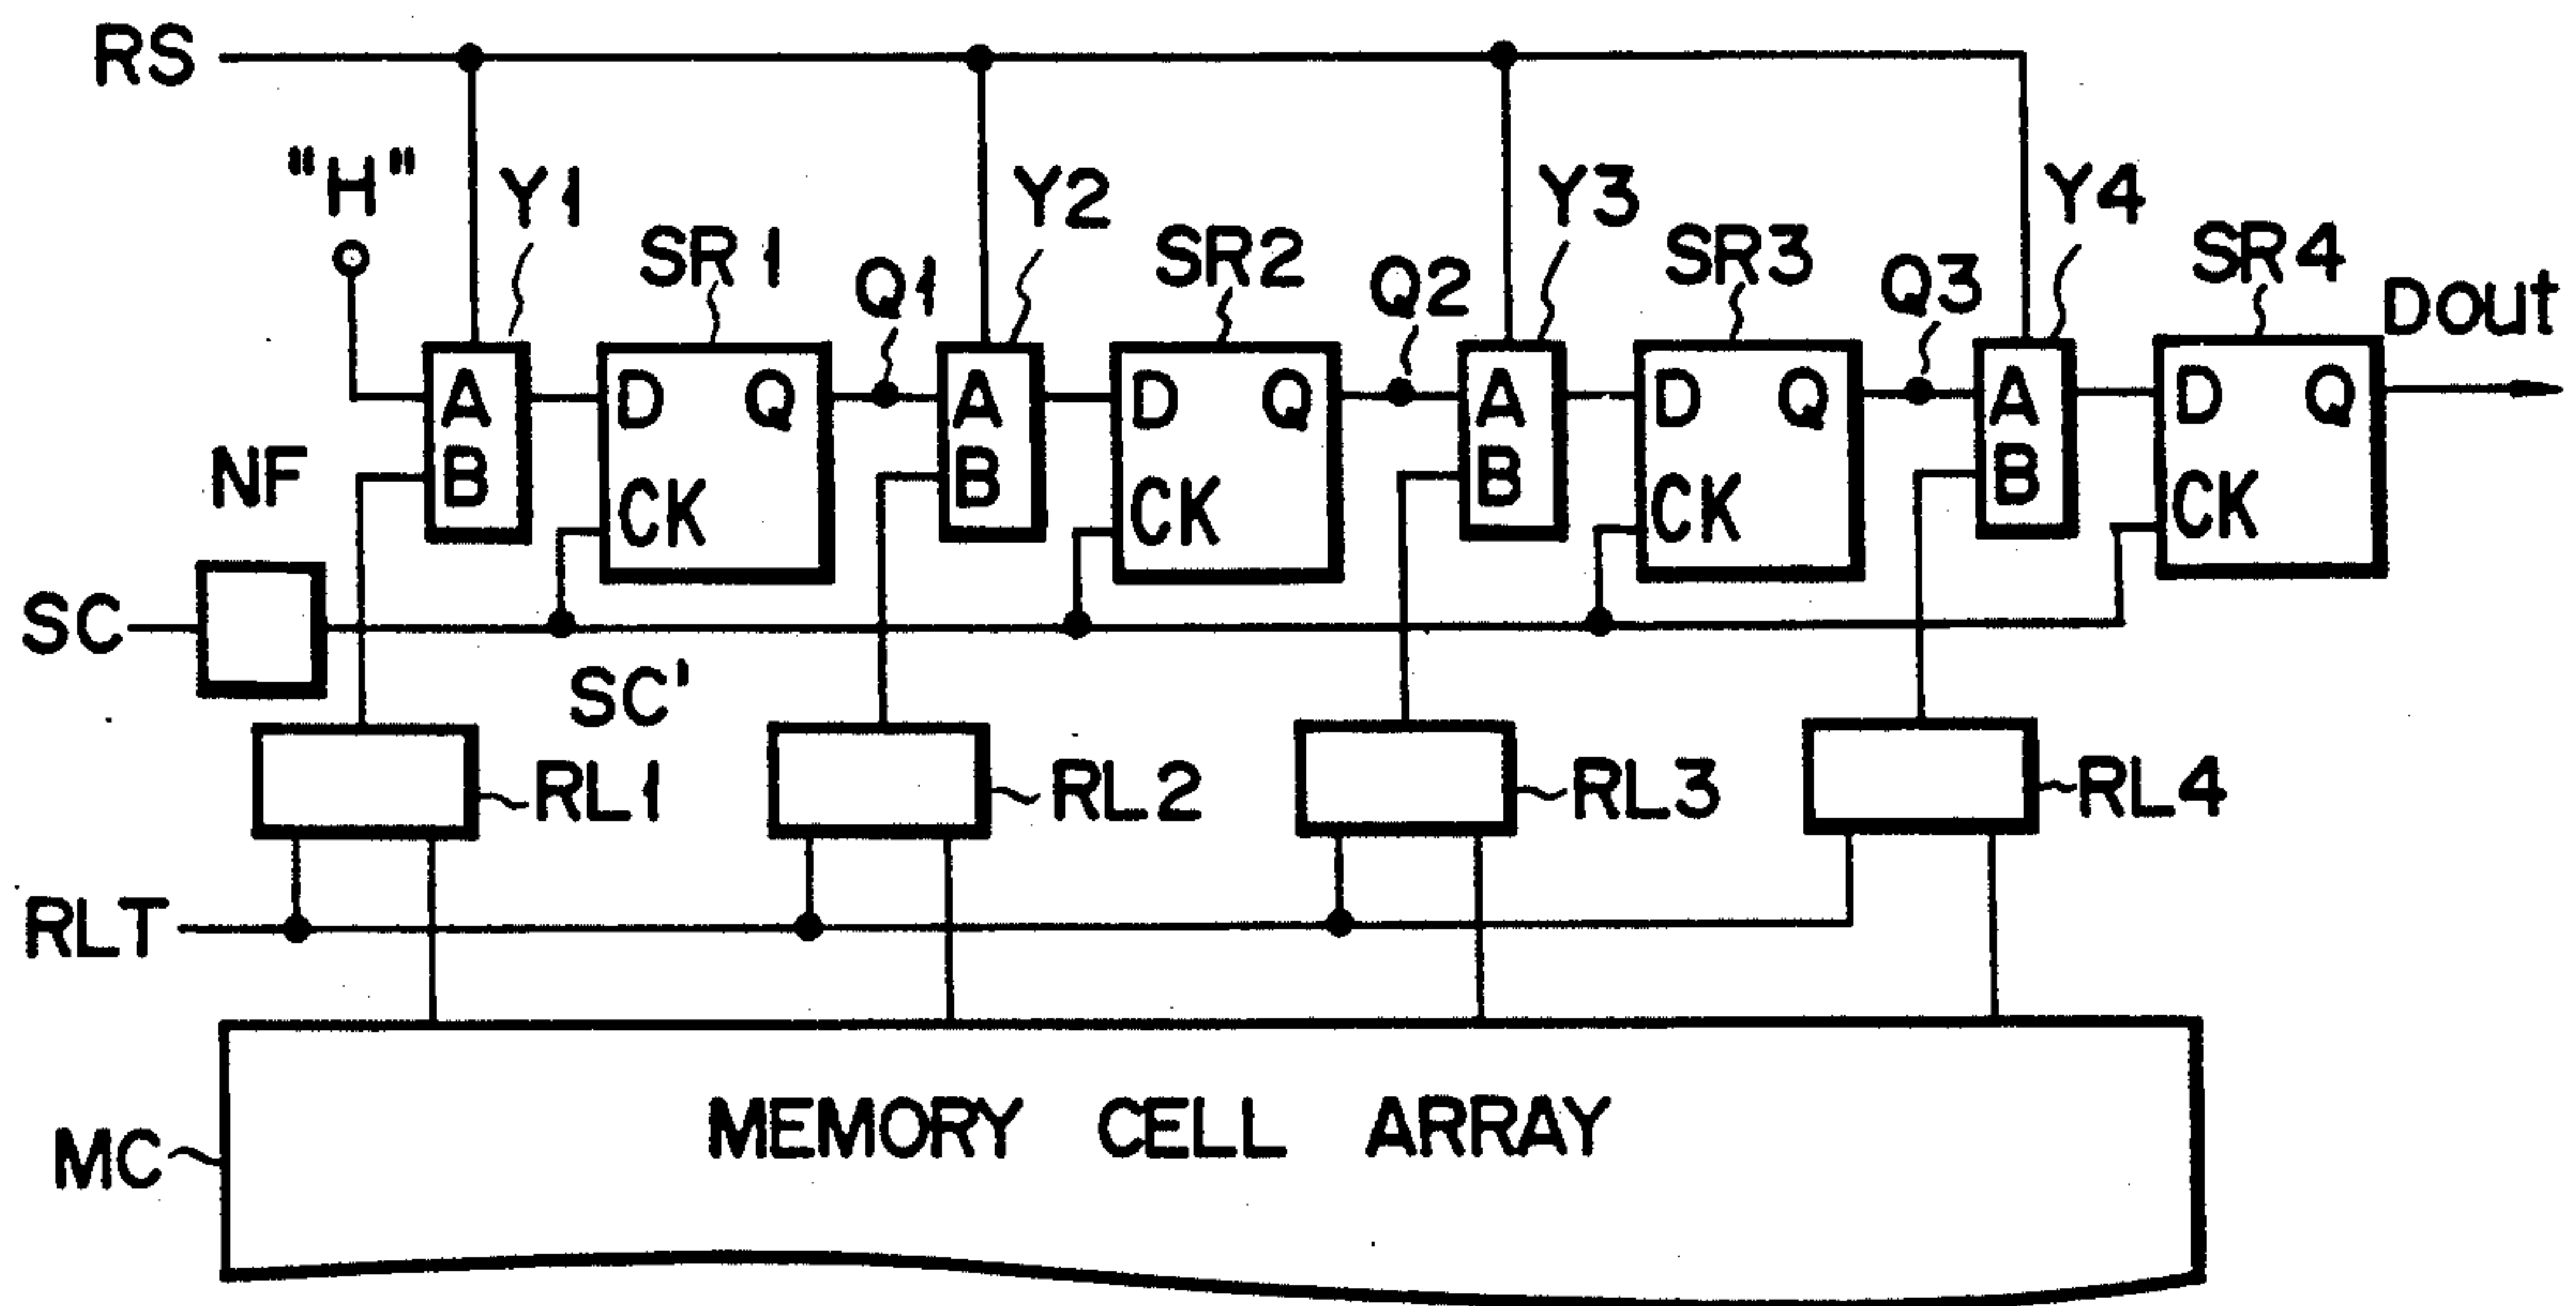 RS
"H"
Y1
Y2
Y3
Y4
SR1
SR2
SR3
SR4
Q1
Q2
Q3
Dout
A
B
D Q
CK
A
B
D Q
CK
A
B
D Q
CK
A
B
D Q
CK
NF
SC
SC'
RL1
RL2
RL3
RL4
RLT
MEMORY CELL ARRAY
MC